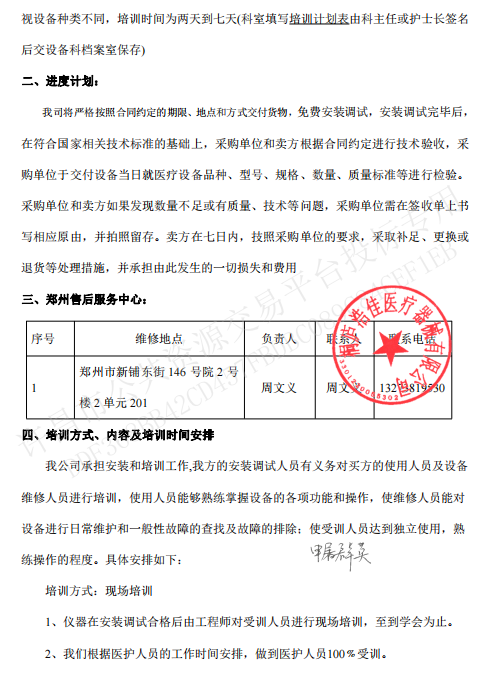 视设备种类不同，培训时间为两天到七天(科室填写培训计划表由科主任或护士长签名
后交设备科档案室保存)
二、进度计划：
我司将严格按照合同约定的期限、地点和方式交付货物，免费安装调试，安装调试完毕后，
在符合国家相关技术标准的基础上，采购单位和卖方根据合同约定进行技术验收，采
购单位于交付设备当日就医疗设备品种、型号、规格、数量、质量标准等进行检验。
采购单位和卖方如果发现数量不足或有质量、技术等问题，采购单位需在签收单上书
写相应原由，并拍照留存。卖方在七日内，技照采购单位的要求，采取补足、更换或
退货等处理措施，并承担由此发生的一切损失和费用
三、郑州售后服务中心：
序号 维修地点 负责人 联系人 联系电话
1 郑州市新铺东街 146 号院 2 号
楼 2 单元 201 周文义 周文
四、培训方式、内容及培训时间安排
我公司承担安装和培训工作,我方的安装调试人员有义务对买方的使用人员及设备
维修人员进行培训，使用人员能够熟练掌握设备的各项功能和操作，使维修人员能对
设备进行日常维护和一般性故障的查找及故障的排除；使受训人员达到独立使用，熟
练操作的程度。具体安排如下：
培训方式：现场培训
1、仪器在安装调试合格后由工程师对受训人员进行现场培训，至到学会为止。
2、我们根据医护人员的工作时间安排，做到医护人员100%受训。